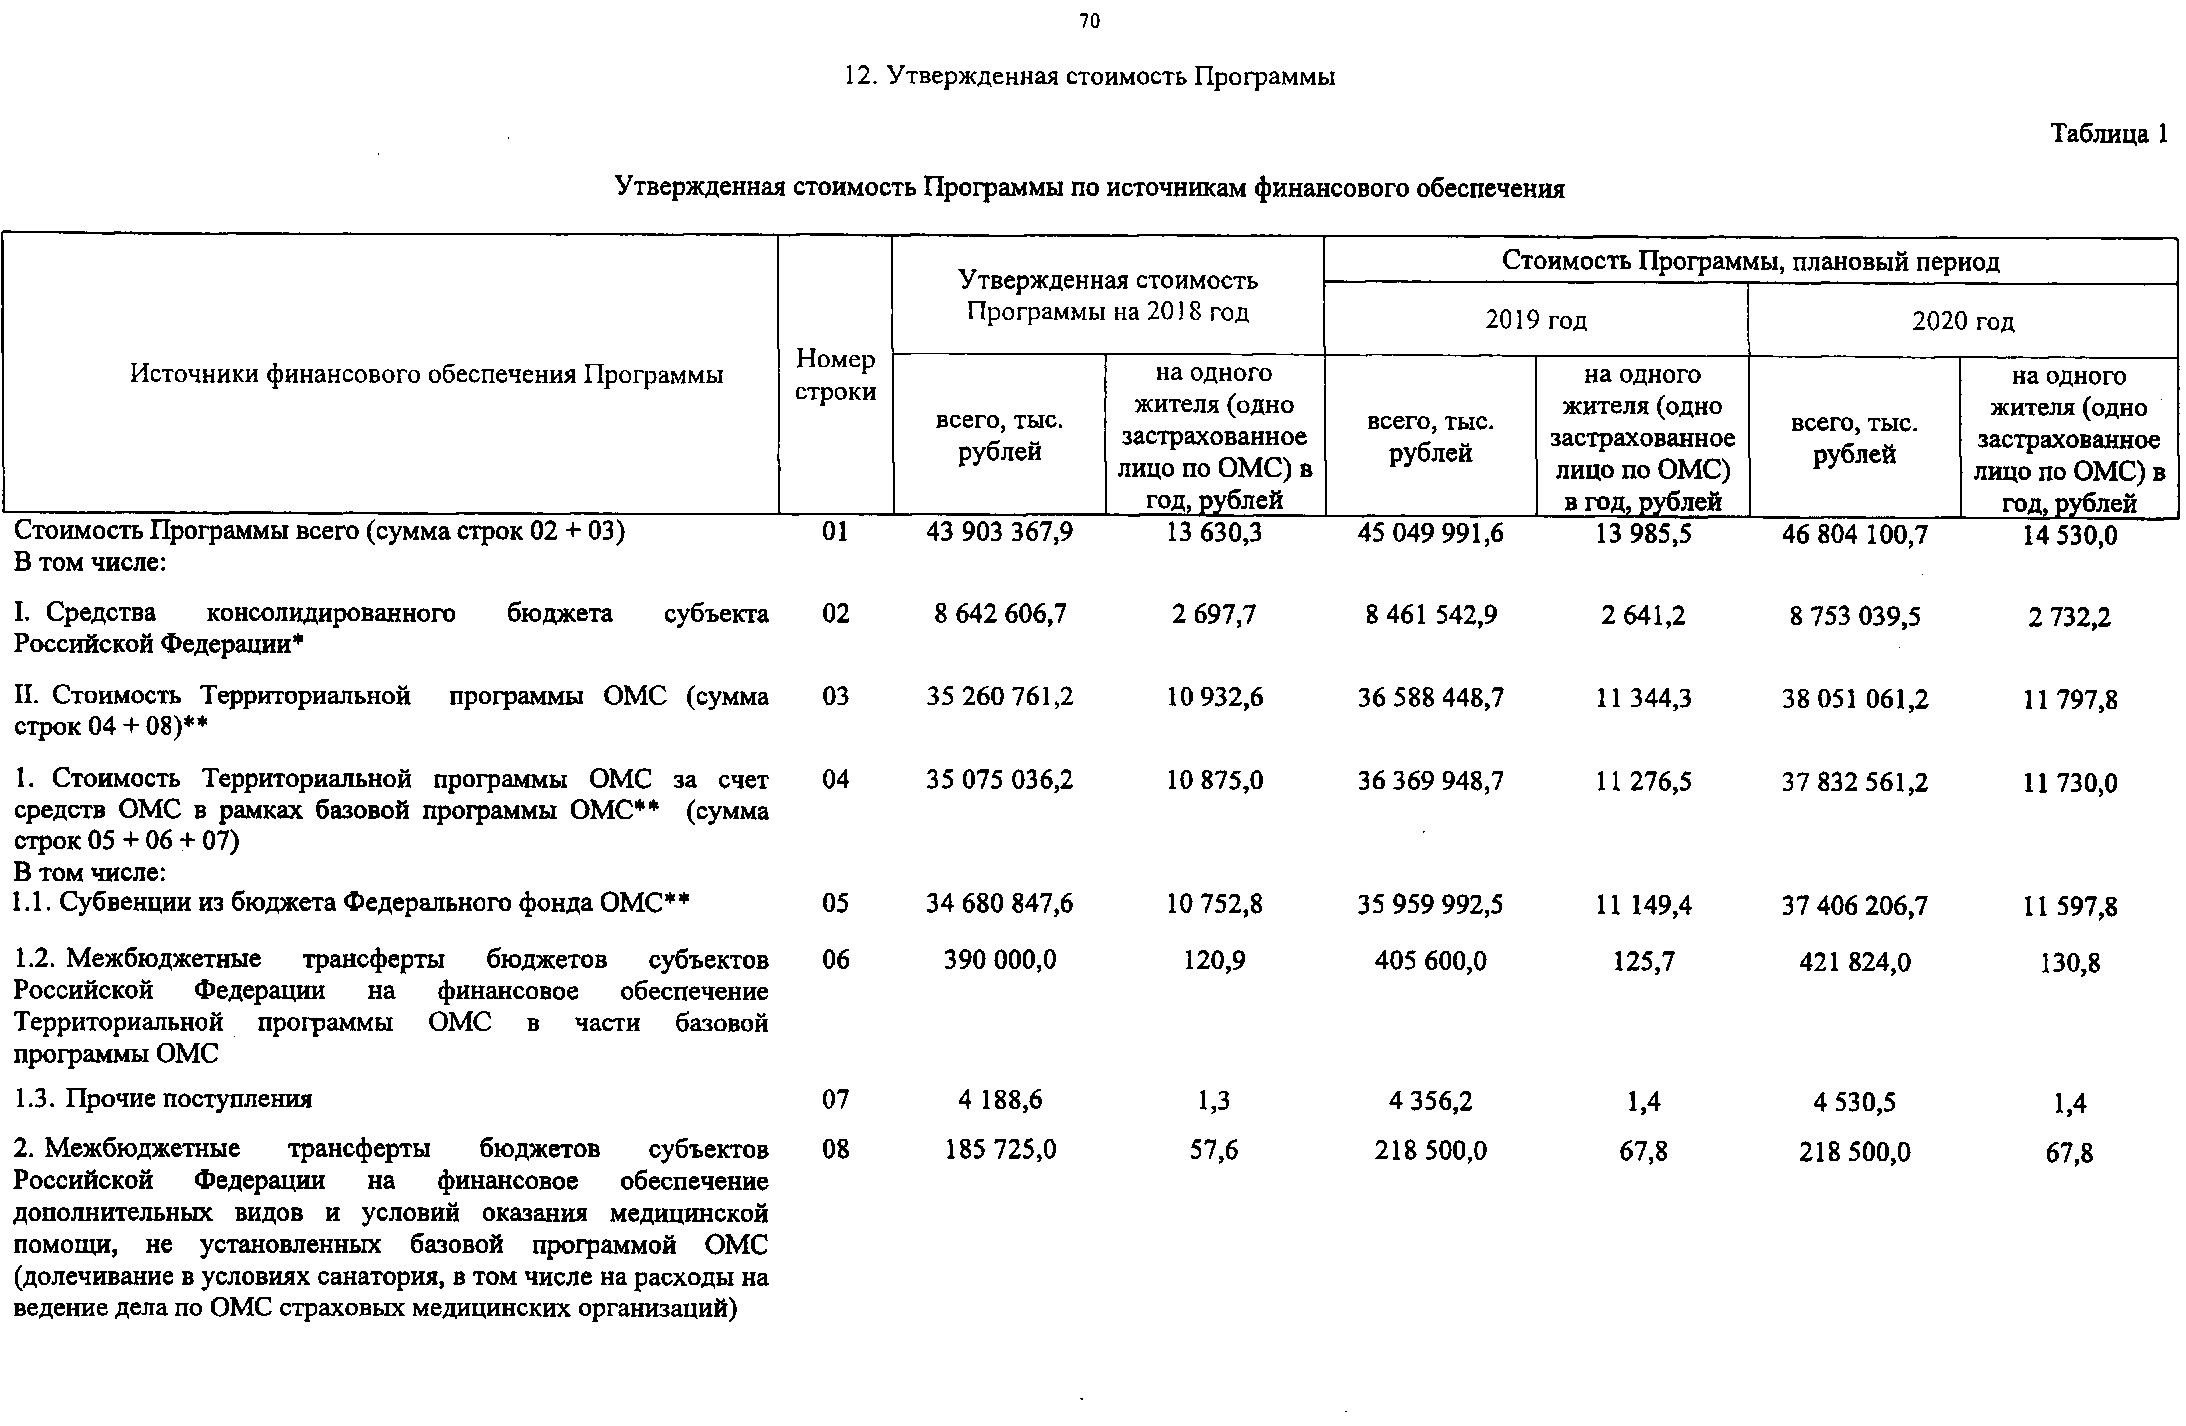 70
12. Утвержденная стоимость Программы
Таблица 1
Утвержденная стоимость Программы по источникам финансового обеспечения
Источники финансового обеспечения Программы
Номер
строки
Утвержденная стоимость
Программы на 2018 год
Стоимость Программы, плановый период
2019 год
2020 год
всего, тыс.
рублей
на одного
жителя (одно
застрахованное
лицо по ОМС) в
год, рублей
всего, тыс.
рублей
на одного
жителя (одно
застрахованное
лицо по ОМС)
в год, рублей
всего, тыс.
рублей
на одного
жителя (одно
застрахованное
лицо по ОМС) в
год, рублей
Стоимость Программы всего (сумма строк 02 + 03) 01 43 903 367,9 13 630,3 45 049 991,6 13 985,5 46 804 100,7 14 530,0
В том числе:
I. Средства консолидированного бюджета субъекта 02 8 642 606,7 2 697,7 8 461 542,9 2 641,2 8 753 039,5 2 732,2
Российской Федерации*
II. Стоимость Территориальной программы ОМС (сумма 03 35 260 761,2 10 932,6 36 588 448,7 11 344,3 38 051 061,2 11 797,8
строк 04 + 08)**
1. Стоимость Территориальной программы ОМС за счет 04 35 075 036,2 10 875,0 36 369 948,7 11 276,5 37 832 561,2 11 730,0
средств ОМС в рамках базовой программы ОМС** (сумма
строк 05 + 06 + 07)
В том числе:
1.1. Субвенции из бюджета Федерального фонда ОМС** 05 34 680 847,6 10 752,8 35 959 992,5 11 149,4 37 406 206,7 11 597,8
1.2. Межбюджетные трансферты бюджетов субъектов 06 390 000,0 120,9 405 600,0 125,7 421 824,0 130,8
Российской Федерации на финансовое обеспечение
Территориальной программы ОМС в части базовой
программы ОМС
1.3. Прочие поступления 07 4 188,6 1,3 4 356,2 1,4 4 530,5 1,4
2. Межбюджетные трансферты бюджетов субъектов 08 185 725,0 57,6 218 500,0 67,8 218 500,0 67,8
Российской Федерации на финансовое обеспечение
дополнительных видов и условий оказания медицинской
помощи, не установленных базовой программой ОМС
(долечивание в условиях санатория, в том числе на расходы на
ведение дела по ОМС страховых медицинских организаций)